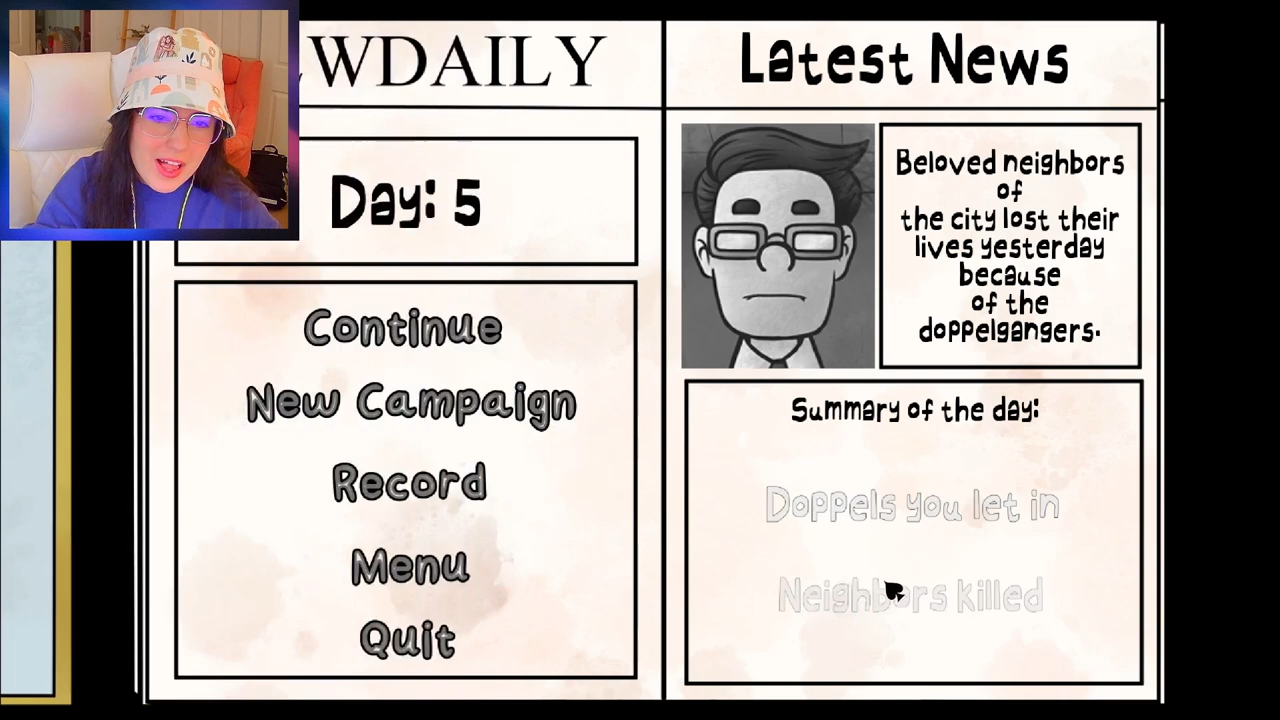 WDAILY
Latest News
Day: 5
Beloved neighbors
of
the city lost their
lives yesterday
because
of the
doppelgangers.
Continue
New Campaign
Record
Menu
Quit
Summary of the day:
Doppels you let in
Neighbors killed